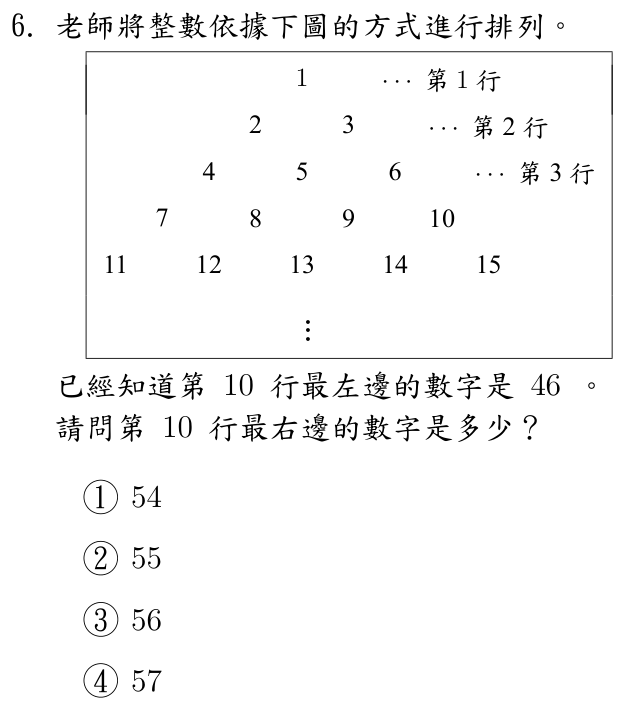 6. 老師將整數依據下圖的方式進行排列。
1 ⋯ 第 1 行
2 3 ⋯ 第 2 行
4 5 6 ⋯ 第 3 行
7 8 9 10
11 12 13 14 15
⋮
已經知道第 10 行最左邊的數字是 46 。
請問第 10 行最右邊的數字是多少？
① 54
② 55
③ 56
④ 57